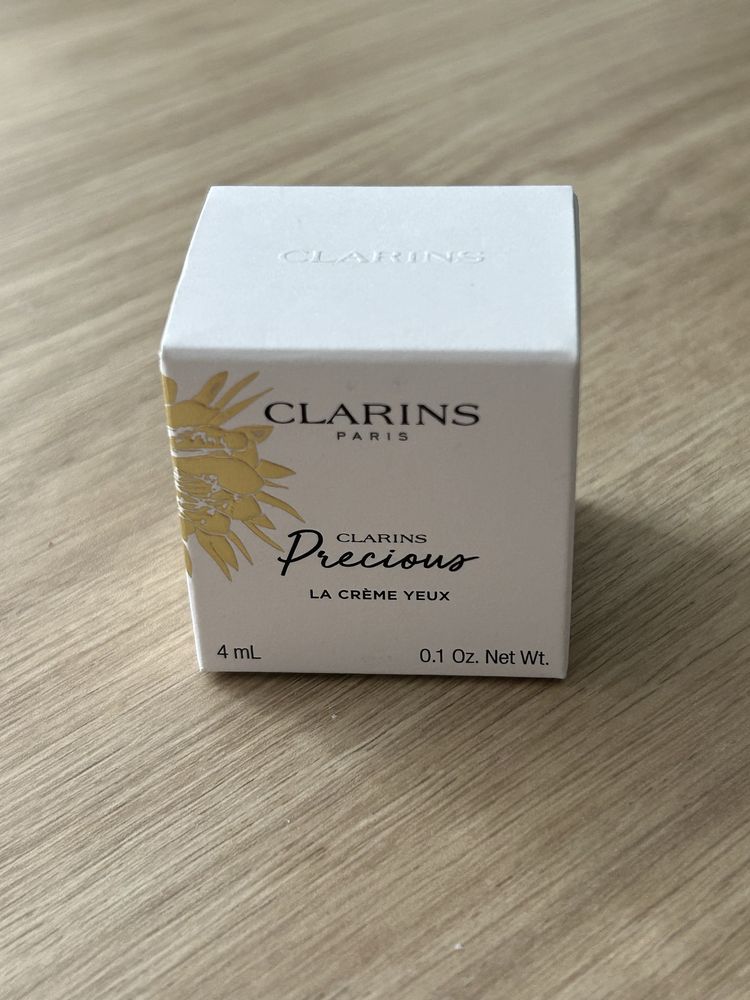 CLARINS
CLARINS
PARIS
CLARINS
Precious
LA CRÈME YEUX
4 mL 0.1 Oz. Net Wt.